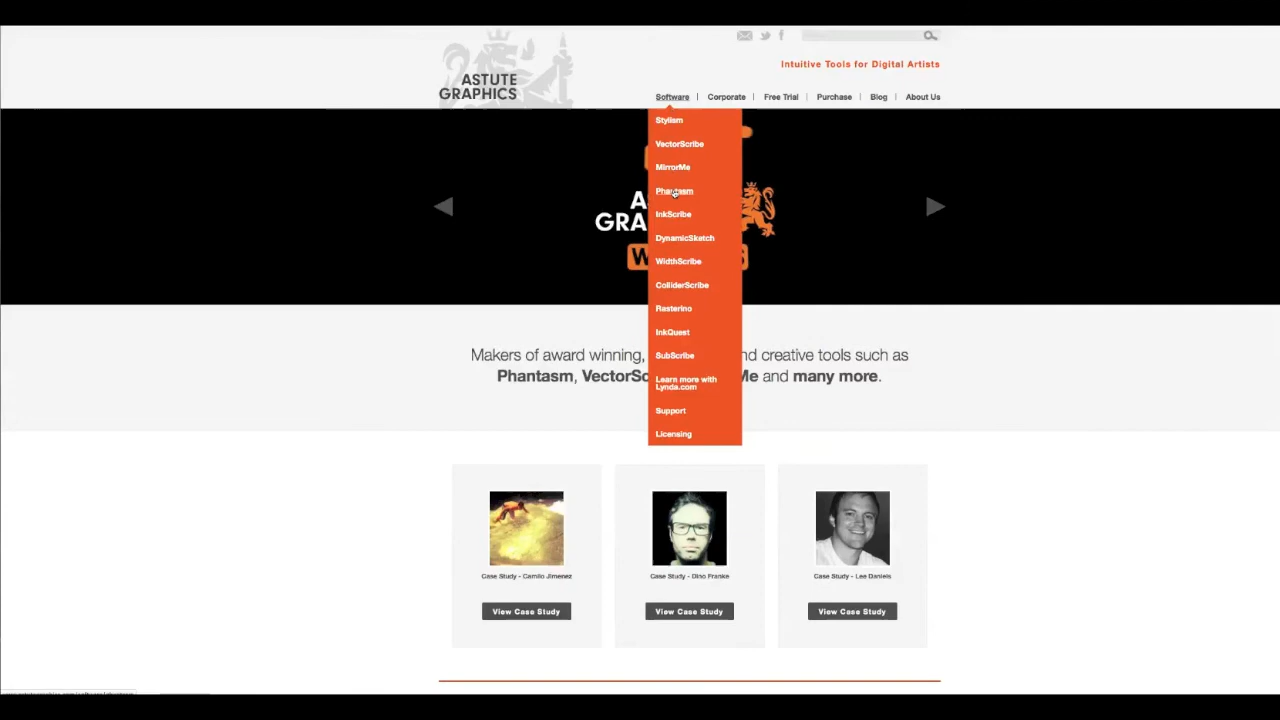 Intuitive Tools for Digital Artists
ASTUTE
GRAPHICS
Software
Corporate
Free Trial
Purchase
Blog
About Us
Stylism
VectorScribe
MirrorMe
Phantasm
InkScribe
DynamicSketch
WidthScribe
ColliderScribe
Rasterino
InkQuest
SubScribe
Learn more with
Lynda.com
Support
Licensing
A
GRA
W S
Makers of award winning, nd creative tools such as
Phantasm, VectorSc Me and many more.
Case Study - Camilo Jimenez
Case Study - Dino Franke
Case Study - Lee Daniels
View Case Study
View Case Study
View Case Study